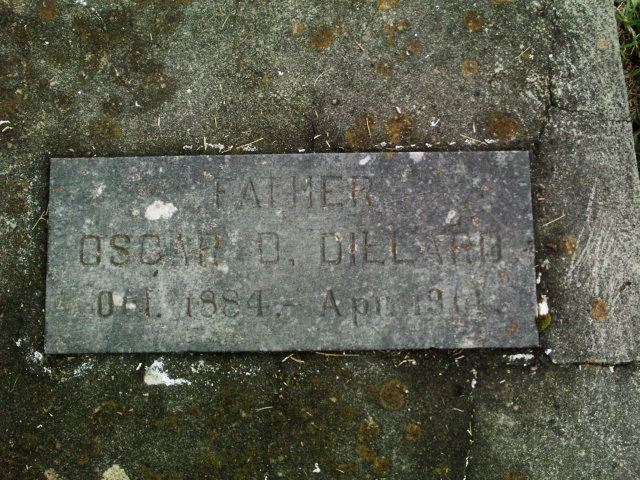 FATHER
OSCAR D. DILLARD
Oct. 1884. - Apr. 1961.